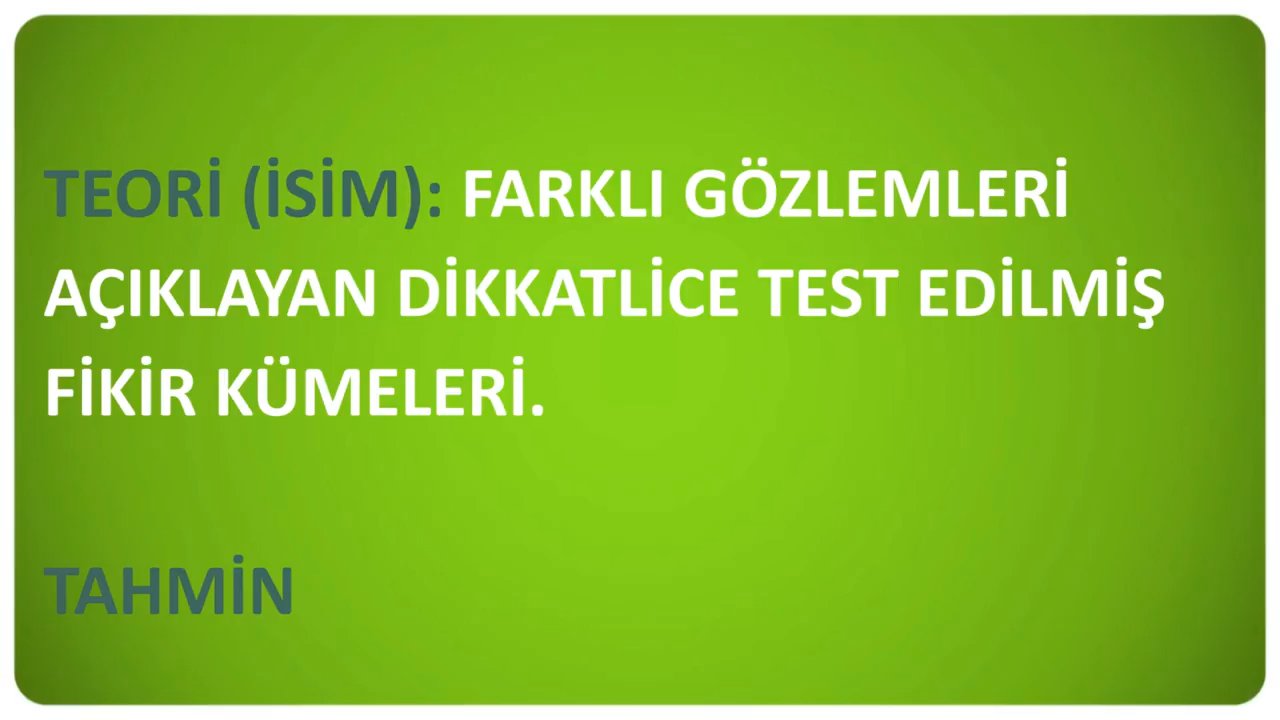 TEORİ (İSİM): FARKLI GÖZLEMLERİ
AÇIKLAYAN DİKKATLİCE TEST EDİLMİŞ
FİKİR KÜMELERİ.
TAHMİN